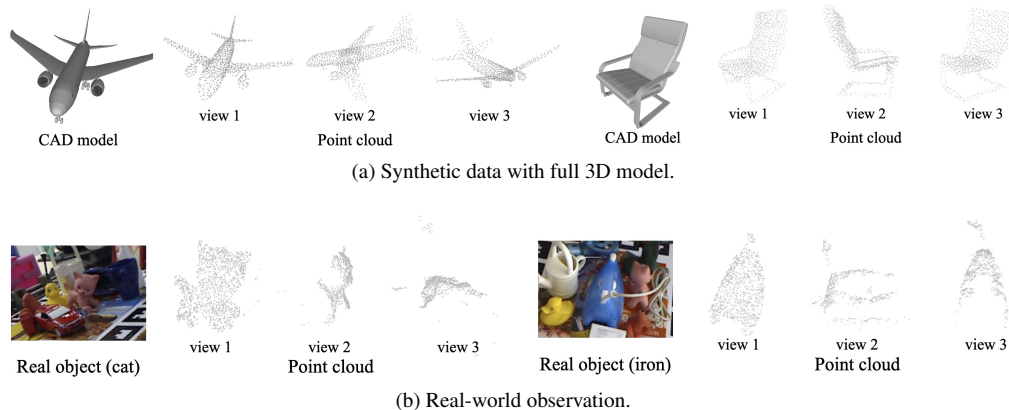 view 1 view 2 view 3 view 1 view 2 view 3
CAD model Point cloud CAD model Point cloud
(a) Synthetic data with full 3D model.
view 1 view 2 view 3 view 1 view 2 view 3
Real object (cat) Point cloud Real object (iron) Point cloud
(b) Real-world observation.